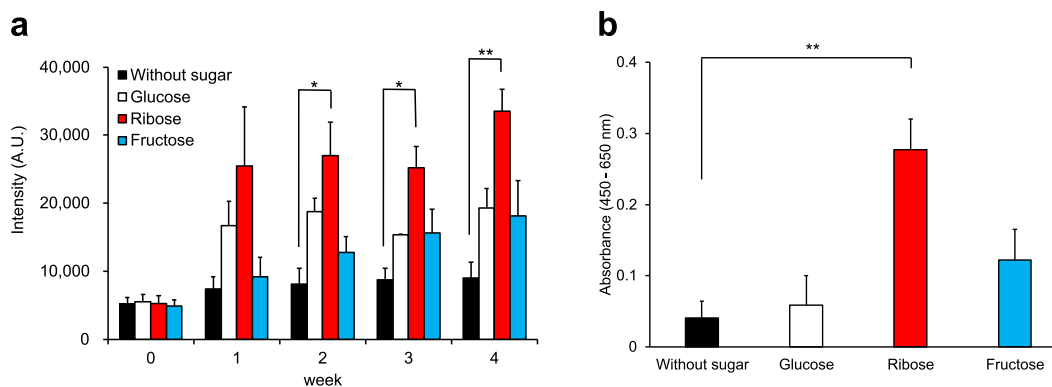 a
Intensity (A.U.)
40,000
30,000
20,000
10,000
0
Without sugar
Glucose
Ribose
Fructose
*
*
**
0 1 2 3 4
week
b
Absorbance (450 - 650 nm)
0.4
0.3
0.2
0.1
0
**
Without sugar Glucose Ribose Fructose